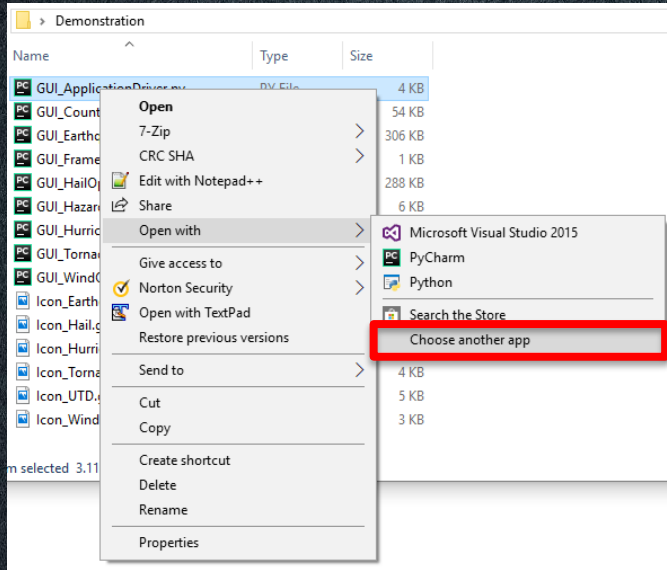 Demonstration
Name Type Size
GUI_ApplicationDriver.py PY File 4 KB
GUI_Count 54 KB
GUI_Earthq 306 KB
GUI_Frame 1 KB
GUI_HailOp 288 KB
GUI_Hazar 6 KB
GUI_Hurric
GUI_Torna
GUI_Wind
Icon_Earth
Icon_Hail.g
Icon_Hurri
Icon_Torna 4 KB
Icon_UTD.g 5 KB
Icon_Wind 3 KB
m selected 3.11
Open
7-Zip
CRC SHA
Edit with Notepad++
Share
Open with
Give access to
Norton Security
Open with TextPad
Restore previous versions
Send to
Cut
Copy
Create shortcut
Delete
Rename
Properties
Microsoft Visual Studio 2015
PyCharm
Python
Search the Store
Choose another app